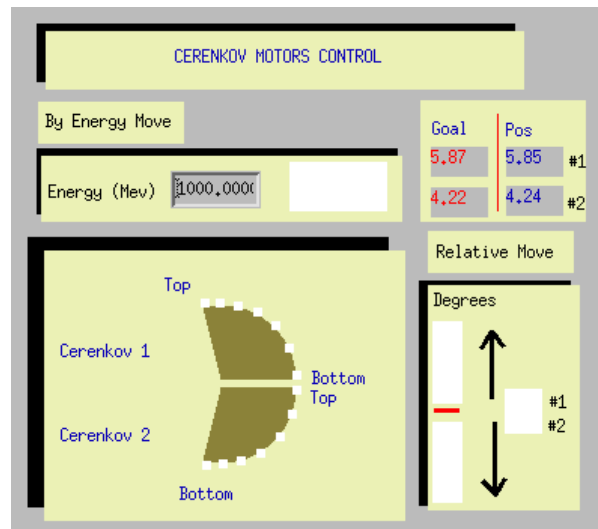 CERENKOV MOTORS CONTROL
By Energy Move
Energy (Mev) 1000.000(
Goal Pos
5.87 5.85 #1
4.22 4.24 #2
Relative Move
Degrees
#1
#2
Top
Cerenkov 1
Bottom
Top
Cerenkov 2
Bottom